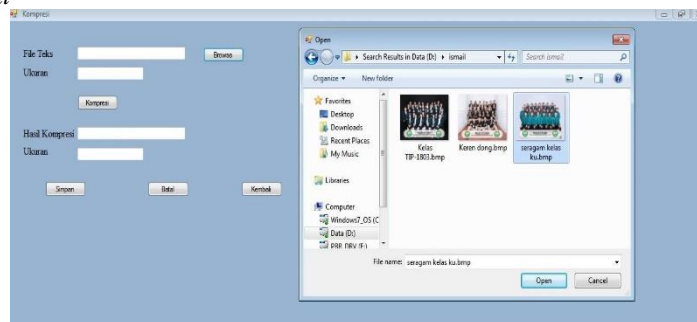 Kompresi
File Teks
Browse
Ukuran
Kompresi
Hasil Kompresi
Ukuran
Simpan
Batal
Kembali
Open
Search Results in Data (D:) ▸ ismail
Search ismail
Organize
New folder
Favorites
Desktop
Downloads
Recent Places
My Music
Libraries
Computer
Windows7_OS (C
Data (D:)
Kelas
TIP-1803.bmp
Keren dong.bmp
seragam kelas
ku.bmp
File name: seragam kelas ku.bmp
Open
Cancel